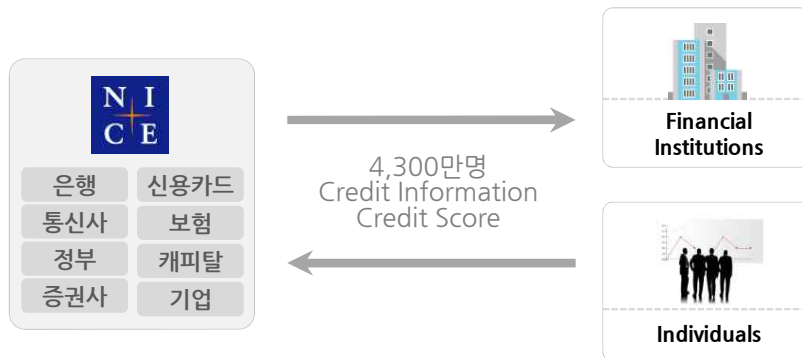 N I
C E
은행
신용카드
통신사
보험
정부
캐피탈
증권사
기업
4,300만명
Credit Information
Credit Score
Financial
Institutions
Individuals